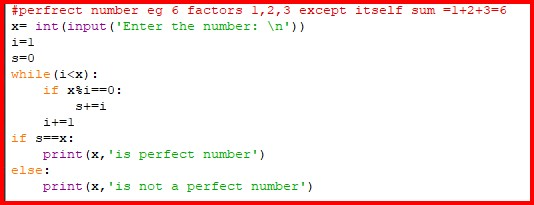 #perfrect number eg 6 factors 1,2,3 except itself sum =1+2+3=6
x= int(input('Enter the number: \n'))
i=1
s=0
while(i<x):
    if x%i==0:
        s+=i
    i+=1
if s==x:
    print(x,'is perfect number')
else:
    print(x,'is not a perfect number')